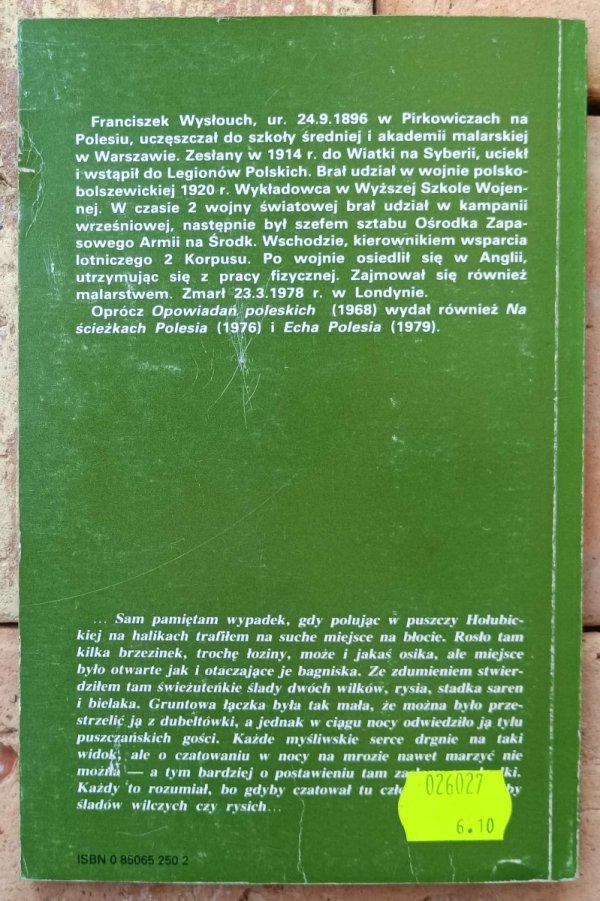 Franciszek Wysłouch, ur. 24.9.1896 w Pirkowiczach na
Polesiu, uczęszczał do szkoły średniej i akademii malarskiej
w Warszawie. Zesłany w 1914 r. do Wiatki na Syberii, uciekł
i wstąpił do Legionów Polskich. Brał udział w wojnie polsko-
bolszewickiej 1920 r. Wykładowca w Wyższej Szkole Wojen-
nej. W czasie 2 wojny światowej brał udział w kampanii
wrześniowej, następnie był szefem sztabu Ośrodka Zapa-
sowego Armii na Środk. Wschodzie, kierownikiem wsparcia
lotniczego 2 Korpusu. Po wojnie osiedlił się w Anglii,
utrzymując się z pracy fizycznej. Zajmował się również
malarstwem. Zmarł 23.3.1978 r. w Londynie.
Oprócz Opowiadań poleskich (1968) wydał również Na
ścieżkach Polesia (1976) i Echa Polesia (1979).
... Sam pamiętam wypadek, gdy polując w puszczy Hołubic-
kiej na halikach trafiłem na suche miejsce na błocie. Rosło tam
kilka brzezinek, trochę łoziny, może i jakaś osika, ale miejsce
było otwarte jak i otaczające je bagniska. Ze zdumieniem stwier-
dziłem tam świeżuteńkie ślady dwóch wilków, rysia, stadka saren
i bielaka. Gruntowa łączka była tak mała, że można było prze-
strzelić ją z dubeltówki, a jednak w ciągu nocy odwiedziło ją tylu
puszczańskich gości. Każde myśliwskie serce drgnie na taki
widok, ale o czatowaniu w nocy na mrozie nawet marzyć nie
można — a tym bardziej o postawieniu tam
Każdy to rozumiał, bo gdyby czatował tu
śladów wilczych czy rysich...
026027
6.10
ISBN 0 85065 250 2